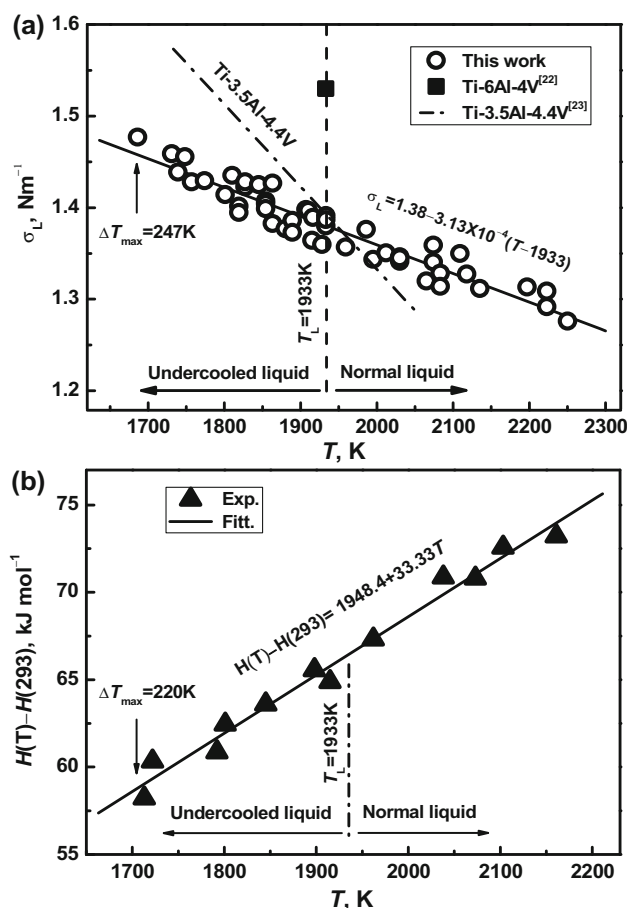 (a)
1.6
1.5
1.4
1.3
1.2
σL, Nm⁻¹
This work
Ti-6Al-4V[22]
Ti-3.5Al-4.4V[23]
Ti-3.5Al-4.4V
σL=1.38–3.13X10⁻⁴(T–1933)
ΔTmax=247K
TL=1933K
Undercooled liquid
Normal liquid
1700 1800 1900 2000 2100 2200 2300
T, K
(b)
75
70
65
60
55
H(T)–H(293), kJ mol⁻¹
Exp.
Fitt.
H(T)–H(293)= 1948.4+33.33T
ΔTmax=220K
TL=1933K
Undercooled liquid
Normal liquid
1700 1800 1900 2000 2100 2200
T, K